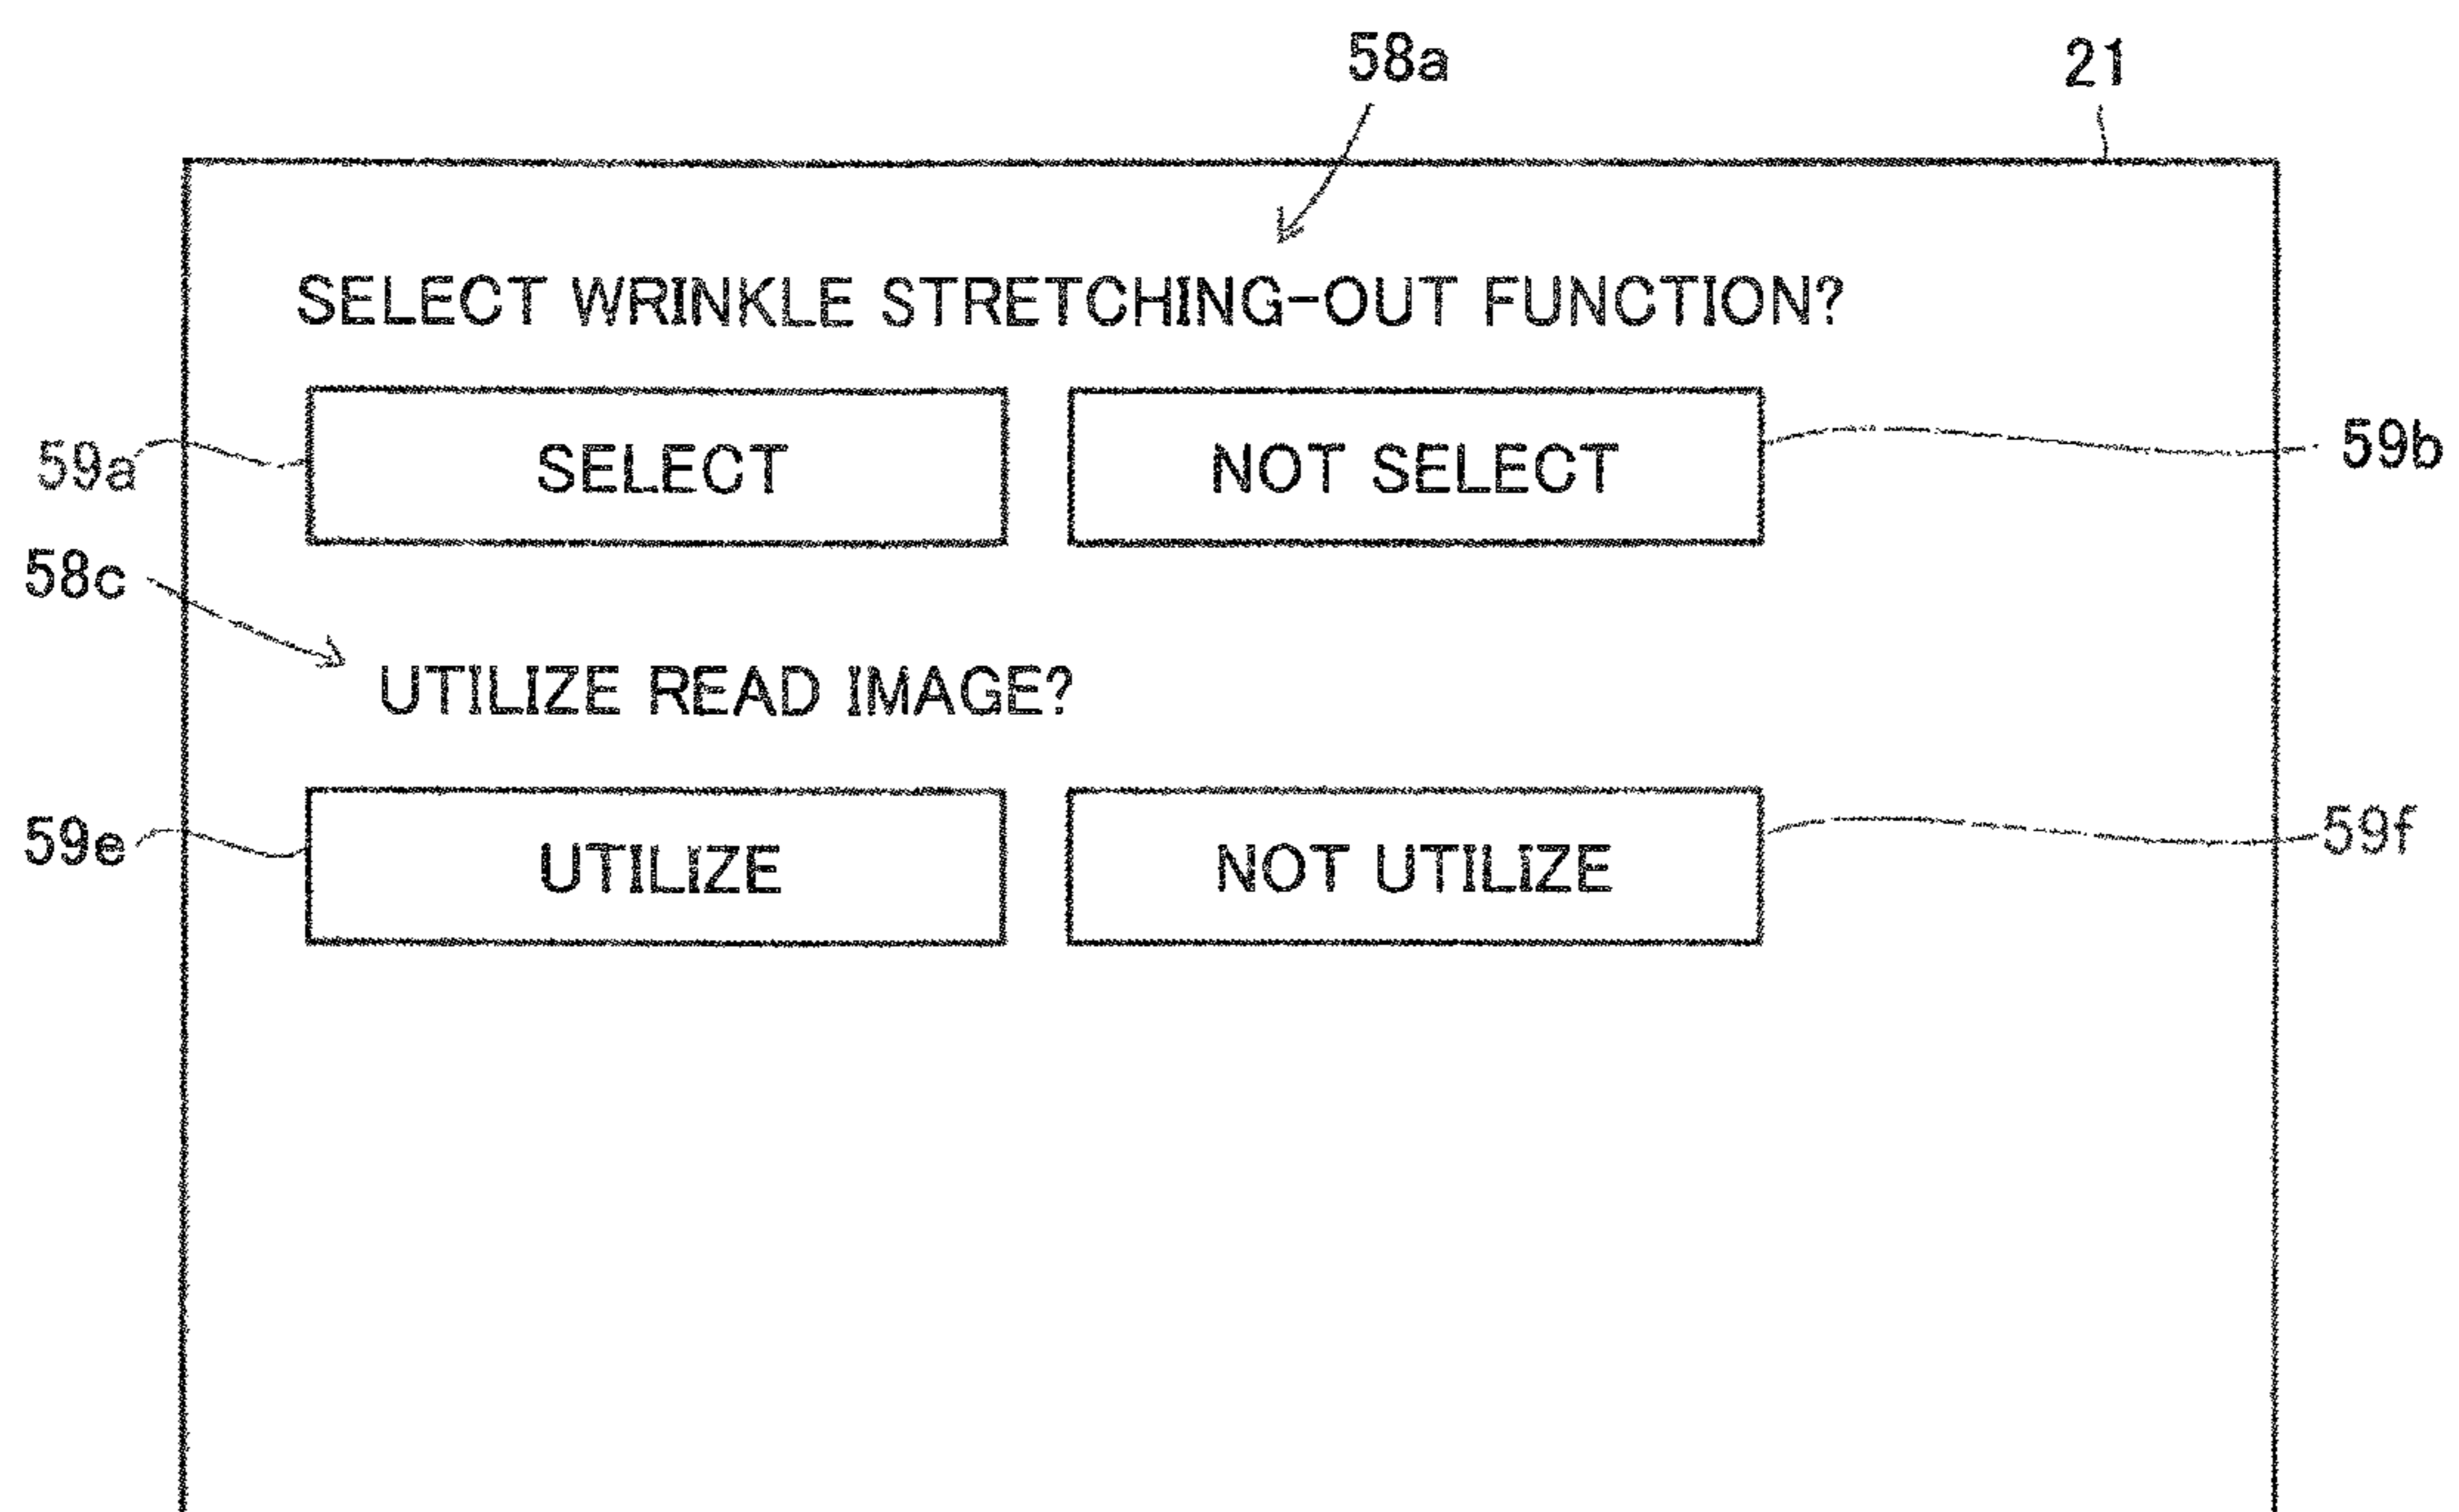 58a
21
SELECT WRINKLE STRETCHING-OUT FUNCTION?
59a
SELECT
NOT SELECT
59b
58c
UTILIZE READ IMAGE?
59e
UTILIZE
NOT UTILIZE
59f